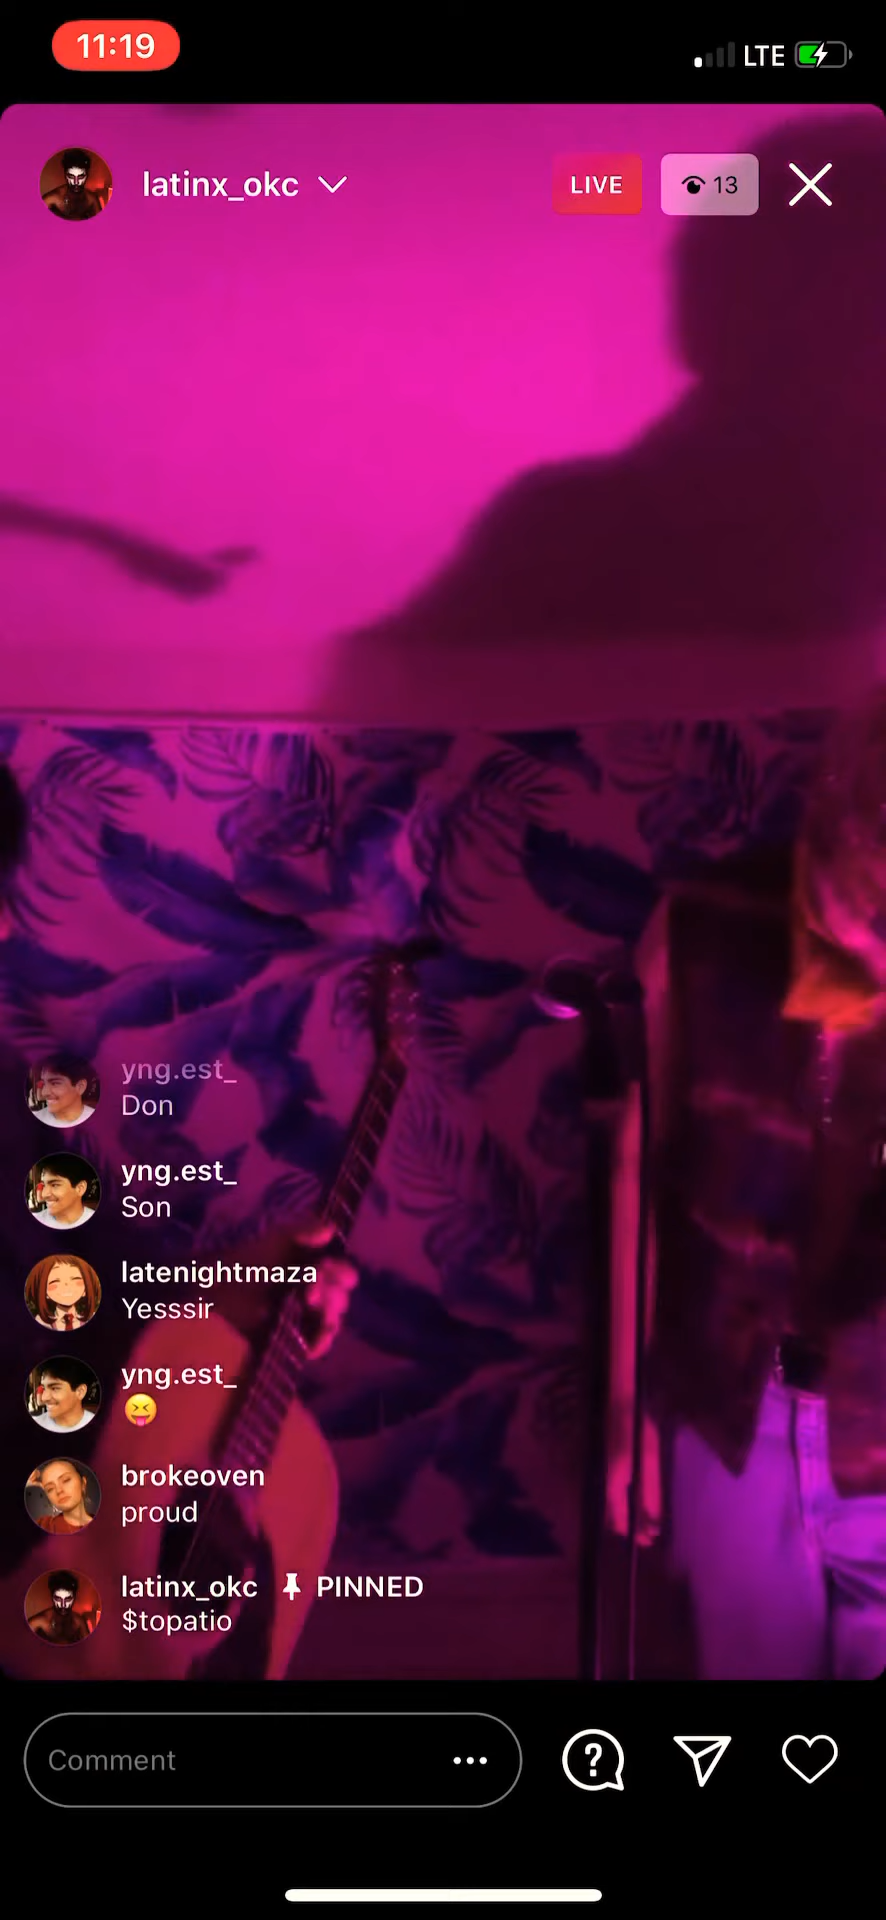 11:19
LTE
latinx_okc
LIVE
13
yng.est_
Don
yng.est_
Son
latenightmaza
Yesssir
yng.est_
😝
brokeoven
proud
latinx_okc PINNED
$topatio
Comment